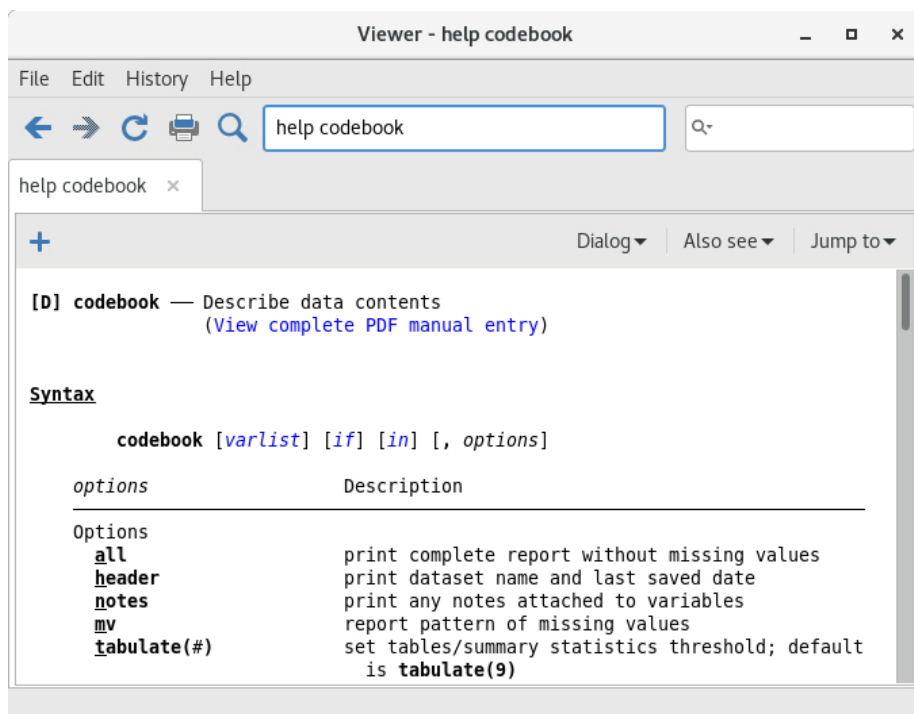 Viewer - help codebook
File Edit History Help
help codebook
help codebook
Dialog Also see Jump to
[D] codebook — Describe data contents
(View complete PDF manual entry)
Syntax
codebook [varlist] [if] [in] [, options]
options Description
Options
all print complete report without missing values
header print dataset name and last saved date
notes print any notes attached to variables
mv report pattern of missing values
tabulate(#) set tables/summary statistics threshold; default
is tabulate(9)